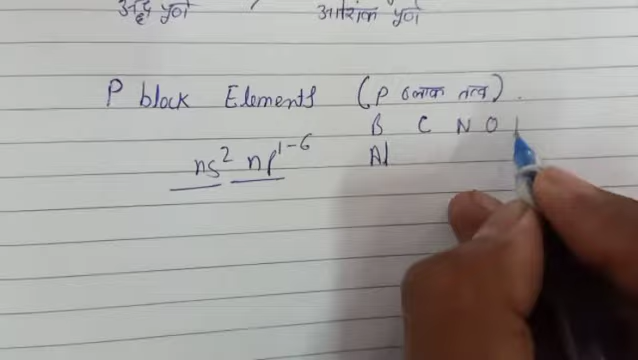 अर्द्ध पूर्ण , आंशिक पूर्ण
P block Elements (P ब्लाक तत्व).
B C N O
ns² np¹⁻⁶ Al